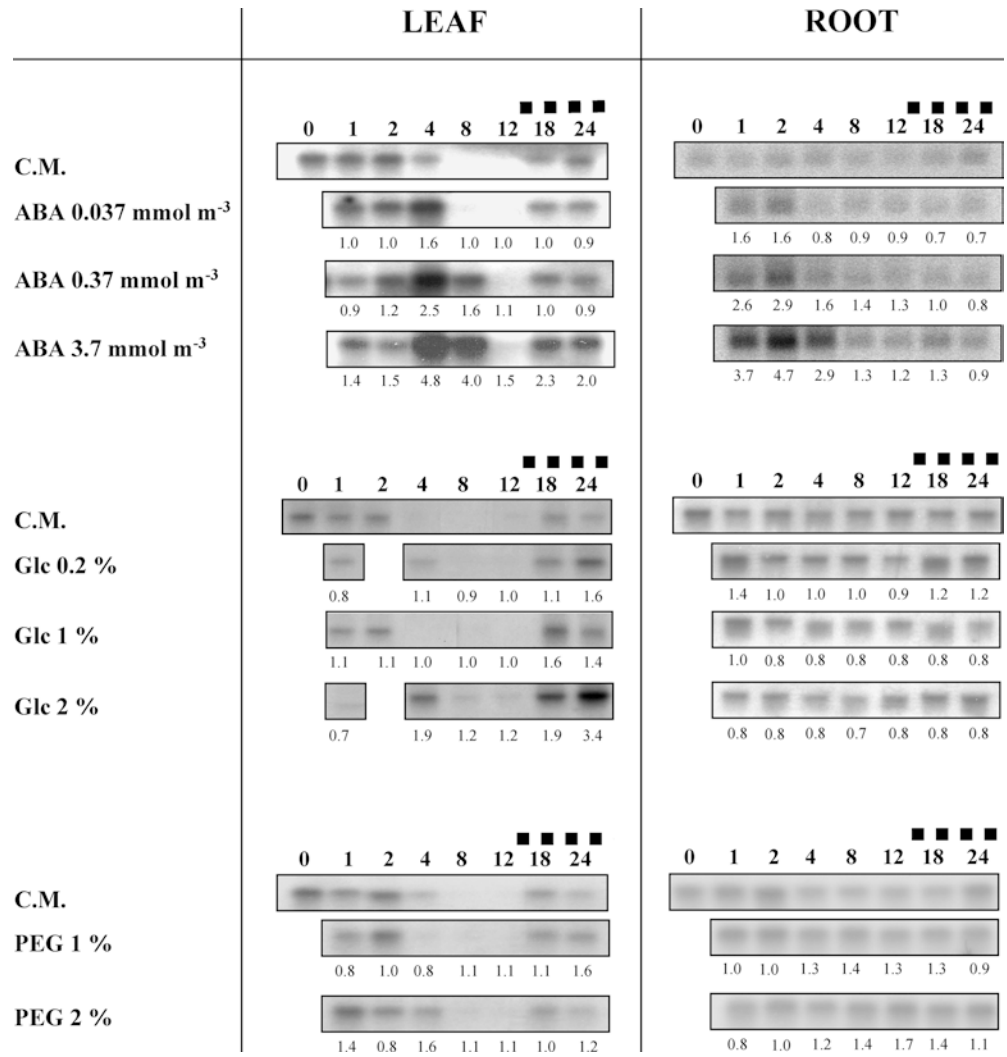 LEAF ROOT
0 1 2 4 8 12 18 24 0 1 2 4 8 12 18 24
C.M.
ABA 0.037 mmol m-3
1.0 1.0 1.6 1.0 1.0 1.0 0.9 1.6 1.6 0.8 0.9 0.9 0.7 0.7
ABA 0.37 mmol m-3
0.9 1.2 2.5 1.6 1.1 1.0 0.9 2.6 2.9 1.6 1.4 1.3 1.0 0.8
ABA 3.7 mmol m-3
1.4 1.5 4.8 4.0 1.5 2.3 2.0 3.7 4.7 2.9 1.3 1.2 1.3 0.9
0 1 2 4 8 12 18 24 0 1 2 4 8 12 18 24
C.M.
Glc 0.2 %
0.8 1.1 0.9 1.0 1.1 1.6 1.4 1.0 1.0 1.0 0.9 1.2 1.2
Glc 1 %
1.1 1.1 1.0 1.0 1.0 1.6 1.4 1.0 0.8 0.8 0.8 0.8 0.8 0.8
Glc 2 %
0.7 1.9 1.2 1.2 1.9 3.4 0.8 0.8 0.8 0.7 0.8 0.8 0.8
0 1 2 4 8 12 18 24 0 1 2 4 8 12 18 24
C.M.
PEG 1 %
0.8 1.0 0.8 1.1 1.1 1.1 1.6 1.0 1.0 1.3 1.4 1.3 1.3 0.9
PEG 2 %
1.4 0.8 1.6 1.1 1.1 1.0 1.2 0.8 1.0 1.2 1.4 1.7 1.4 1.1